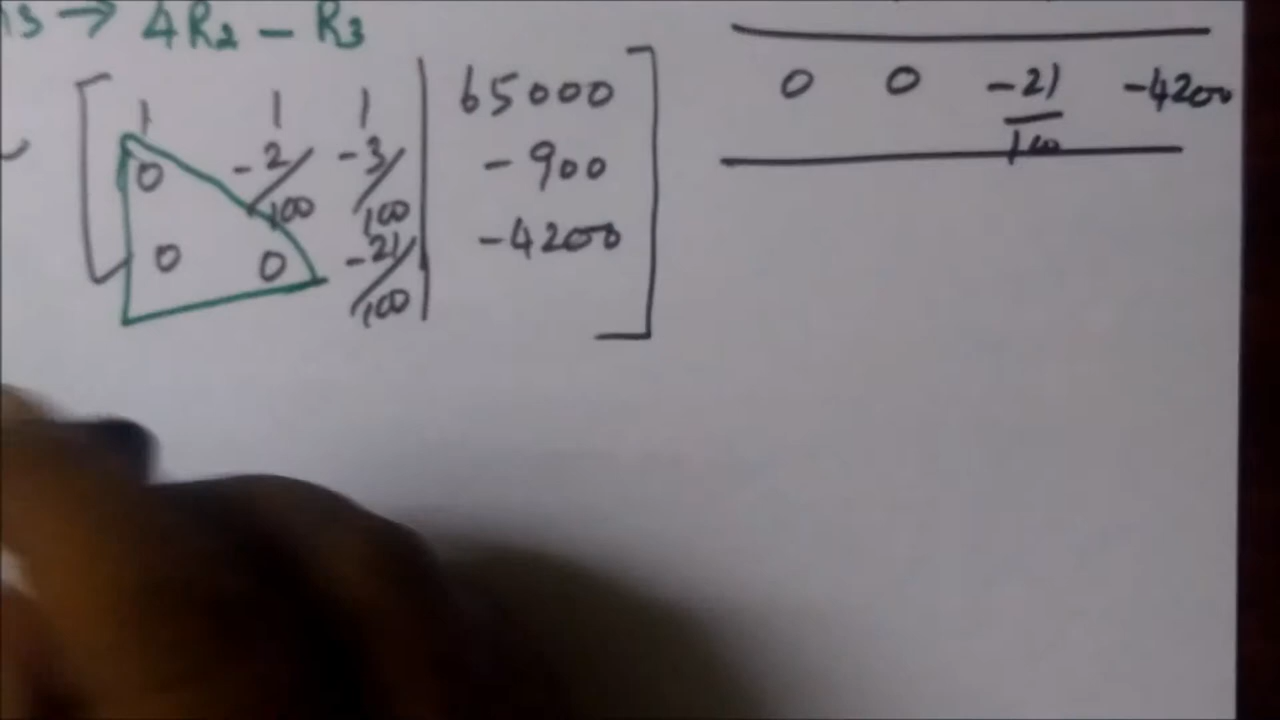 R3 → 4R2 - R3
1 1 1 | 65000
0 -2/100 -3/100 | -900
0 0 -21/100 | -4200
0 0 -21/100 -4200